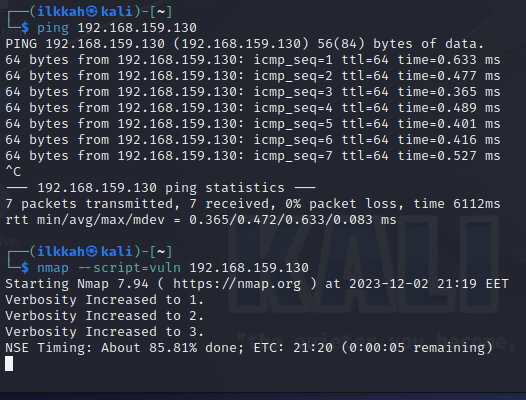 ┌──(ilkkah㉿kali)-[~]
└─$ ping 192.168.159.130
PING 192.168.159.130 (192.168.159.130) 56(84) bytes of data.
64 bytes from 192.168.159.130: icmp_seq=1 ttl=64 time=0.633 ms
64 bytes from 192.168.159.130: icmp_seq=2 ttl=64 time=0.477 ms
64 bytes from 192.168.159.130: icmp_seq=3 ttl=64 time=0.365 ms
64 bytes from 192.168.159.130: icmp_seq=4 ttl=64 time=0.489 ms
64 bytes from 192.168.159.130: icmp_seq=5 ttl=64 time=0.401 ms
64 bytes from 192.168.159.130: icmp_seq=6 ttl=64 time=0.416 ms
64 bytes from 192.168.159.130: icmp_seq=7 ttl=64 time=0.527 ms
^C
--- 192.168.159.130 ping statistics ---
7 packets transmitted, 7 received, 0% packet loss, time 6112ms
rtt min/avg/max/mdev = 0.365/0.472/0.633/0.083 ms
┌──(ilkkah㉿kali)-[~]
└─$ nmap --script=vuln 192.168.159.130
Starting Nmap 7.94 ( https://nmap.org ) at 2023-12-02 21:19 EET
Verbosity Increased to 1.
Verbosity Increased to 2.
Verbosity Increased to 3.
NSE Timing: About 85.81% done; ETC: 21:20 (0:00:05 remaining)
KALI